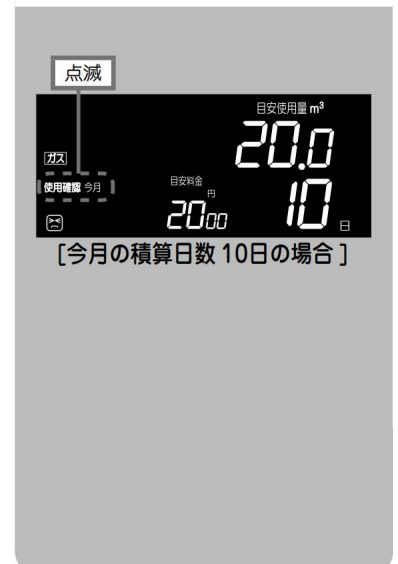 点滅
目安使用量 m³
20.0
ガス
使用確認 今月
目安料金
円
2000
10
日
[今月の積算日数 10日の場合]